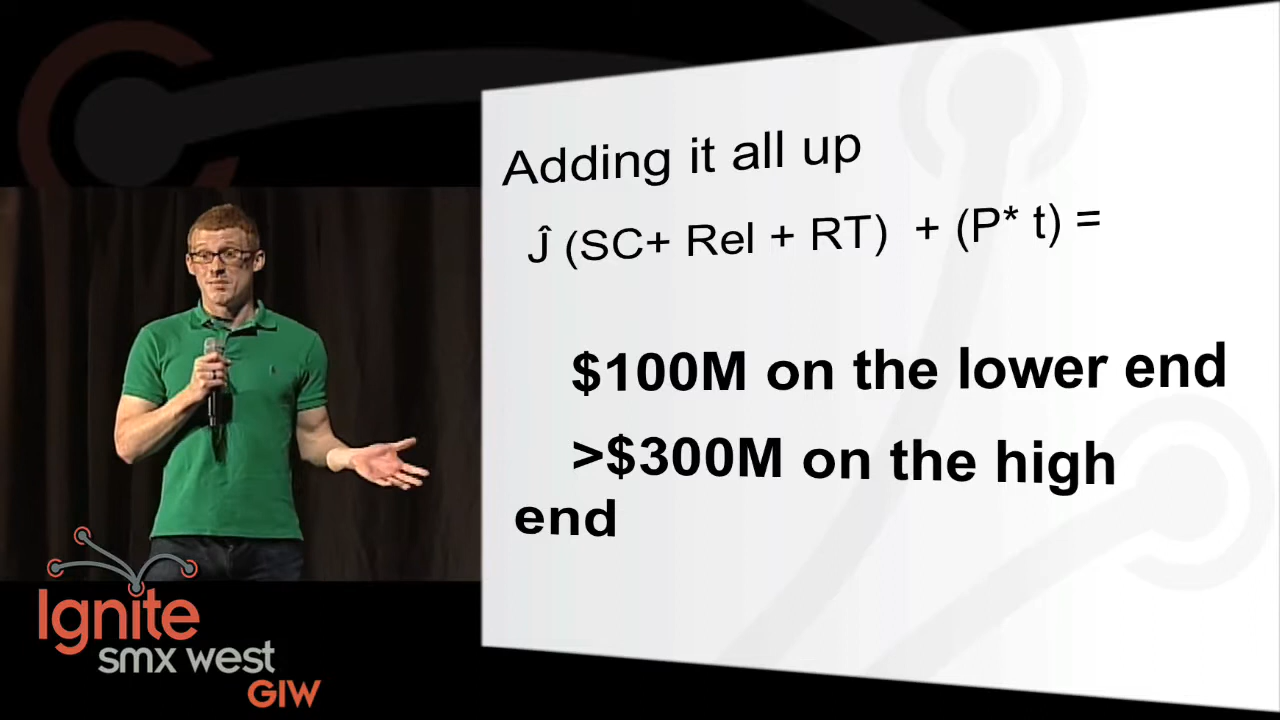 Adding it all up
Ĵ (SC+ Rel + RT) + (P* t) =
$100M on the lower end
>$300M on the high
end
Ignite
smx west
GIW